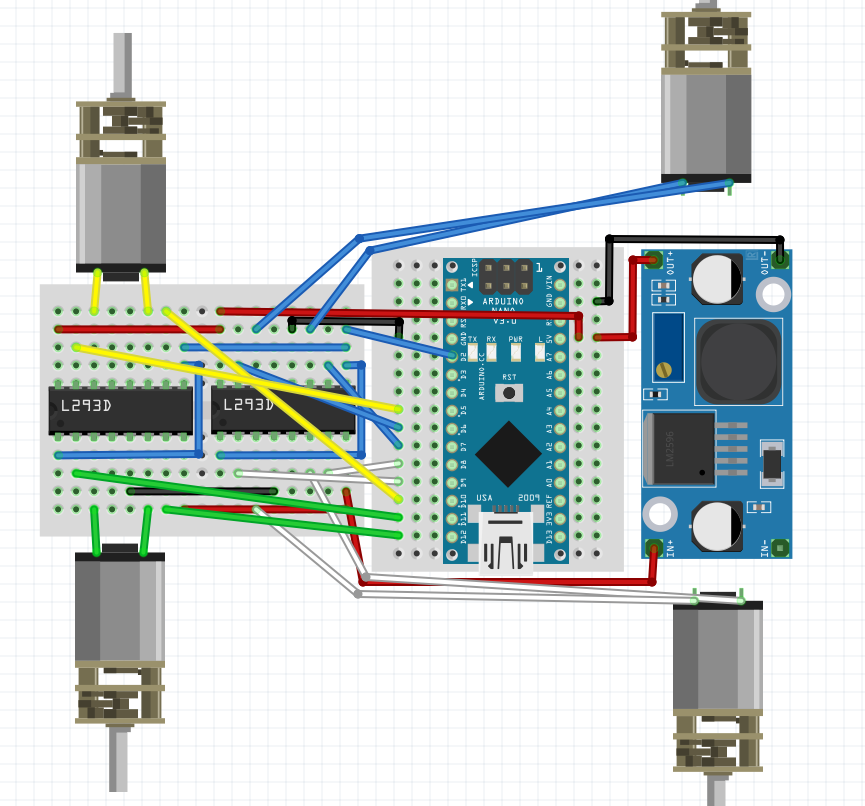 ICSP
1
ARDUINO
NANO
V3.0
TX1
RX0
RST
GND
D2
D3
D4
D5
D6
D7
D8
D9
D10
D11
D12
VIN
GND
5V
A7
A6
A5
A4
A3
A2
A1
A0
REF
3V3
D13
TX
RX
PWR
L
ARDUINO.CC
RST
USA
2009
L293D
L293D
OUT+
OUT-
LM2596
IN+
IN-